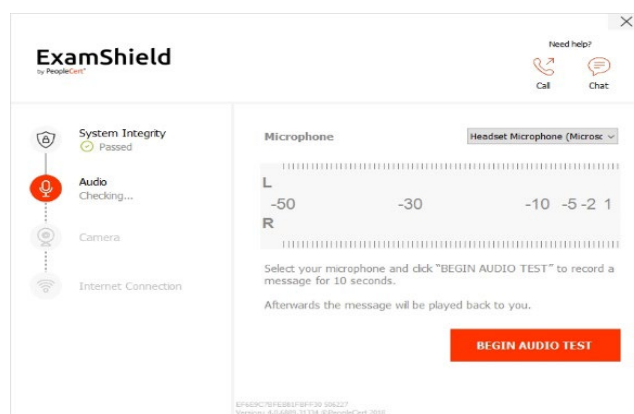 Need help?
ExamShield
by PeopleCert
Call
Chat
System Integrity
Passed
Audio
Checking...
Camera
Internet Connection
Microphone
Headset Microphone (Microsc
L
-50 -30 -10 -5 -2 1
R
Select your microphone and click "BEGIN AUDIO TEST" to record a
message for 10 seconds.
Afterwards the message will be played back to you.
BEGIN AUDIO TEST